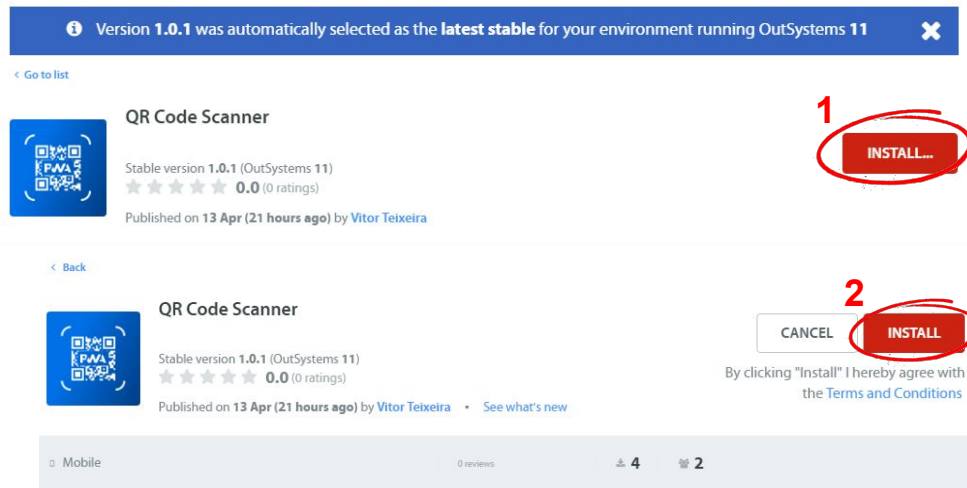 Version 1.0.1 was automatically selected as the latest stable for your environment running OutSystems 11
< Go to list
QR Code Scanner
1
INSTALL...
PWA
Stable version 1.0.1 (OutSystems 11)
0.0 (0 ratings)
Published on 13 Apr (21 hours ago) by Vitor Teixeira
< Back
QR Code Scanner
2
CANCEL
INSTALL
PWA
Stable version 1.0.1 (OutSystems 11)
0.0 (0 ratings)
By clicking "Install" I hereby agree with
the Terms and Conditions
Published on 13 Apr (21 hours ago) by Vitor Teixeira • See what's new
Mobile
0 reviews
4
2